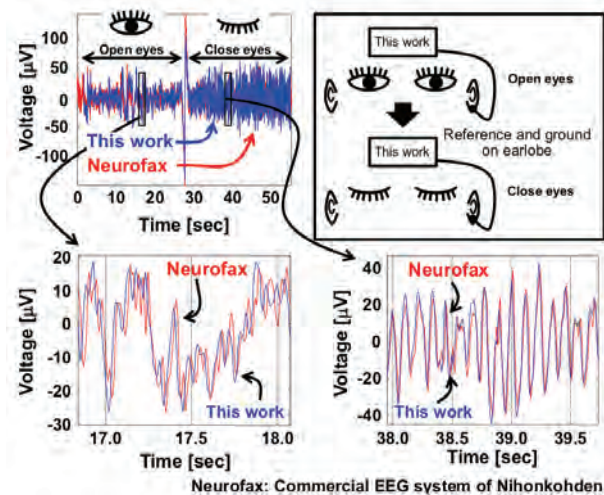 Voltage [µV]
100
50
0
-50
-100
Open eyes
Close eyes
This work
Neurofax
0 10 20 30 40 50
Time [sec]
This work
Open eyes
Reference and ground
on earlobe
This work
Close eyes
Voltage [µV]
20
10
0
-10
-20
-30
Neurofax
This work
17.0 17.5 18.0
Time [sec]
Voltage [µV]
40
20
0
-20
-40
Neurofax
This work
38.0 38.5 39.0 39.5
Time [sec]
Neurofax: Commercial EEG system of Nihonkohden